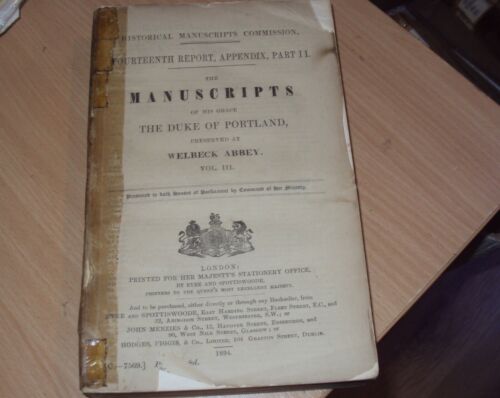 HISTORICAL MANUSCRIPTS COMMISSION.
FOURTEENTH REPORT, APPENDIX, PART II.
THE
MANUSCRIPTS
OF HIS GRACE
THE DUKE OF PORTLAND,
PRESERVED AT
WELBECK ABBEY.
VOL. III.
Presented to both Houses of Parliament by Command of Her Majesty.
LONDON:
PRINTED FOR HER MAJESTY'S STATIONERY OFFICE,
BY EYRE AND SPOTTISWOODE,
PRINTERS TO THE QUEEN'S MOST EXCELLENT MAJESTY.
And to be purchased, either directly or through any Bookseller, from
EYRE AND SPOTTISWOODE, EAST HARDING STREET, FLEET STREET, E.C., AND
32, ABINGDON STREET, WESTMINSTER, S.W.; or
JOHN MENZIES & Co., 12, HANOVER STREET, EDINBURGH, and
90, WEST NILE STREET, GLASGOW; or
HODGES, FIGGIS, & Co., LIMITED, 104 GRAFTON STREET, DUBLIN.
1894.
[C.—7569.]